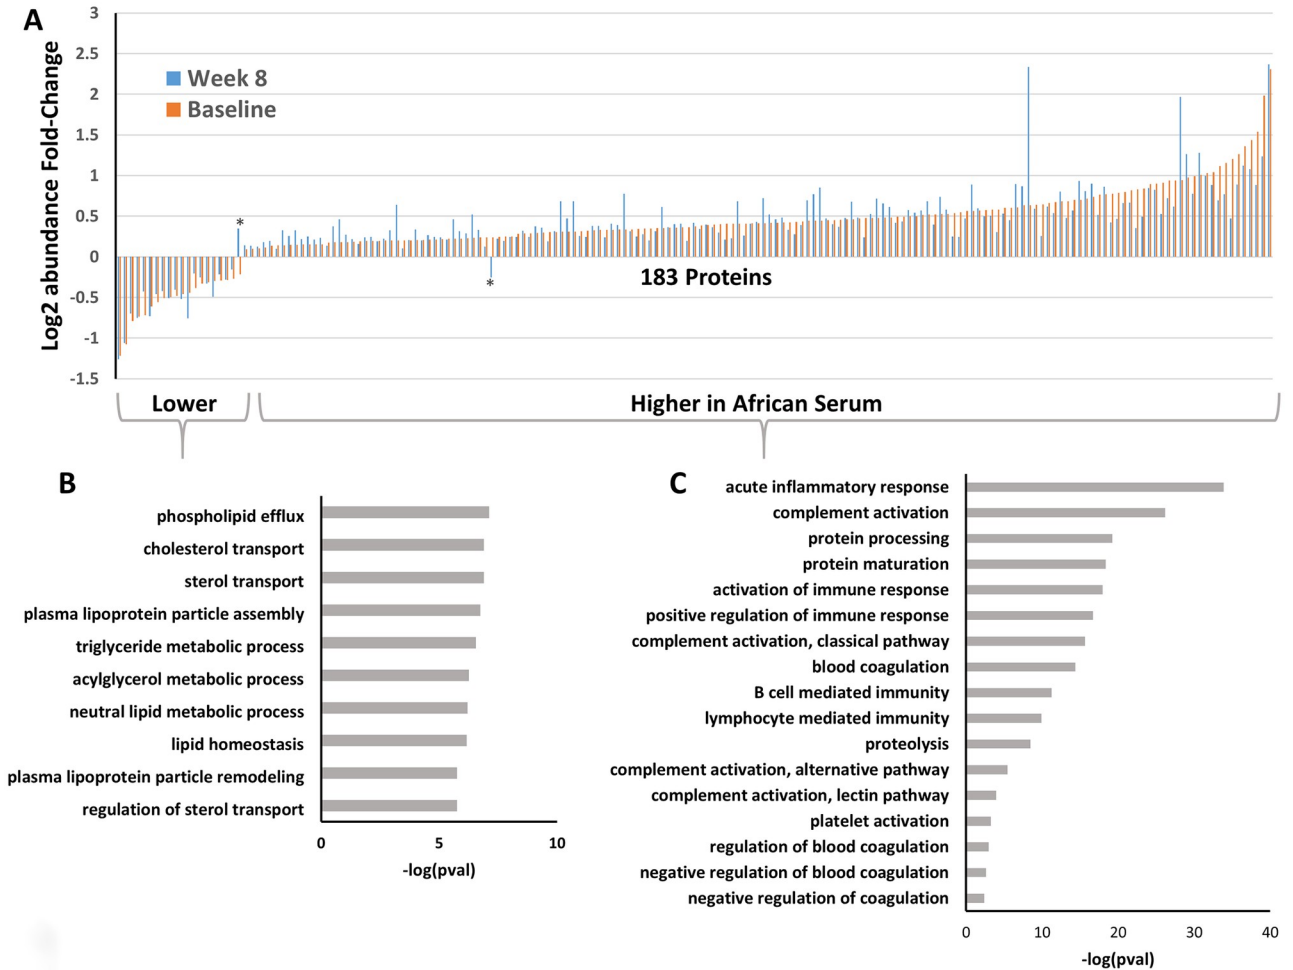 A
Log2 abundance Fold-Change
3
2.5
2
1.5
1
0.5
0
-0.5
-1
-1.5
Week 8
Baseline
*
*
183 Proteins
Lower
Higher in African Serum
B
phospholipid efflux
cholesterol transport
sterol transport
plasma lipoprotein particle assembly
triglyceride metabolic process
acylglycerol metabolic process
neutral lipid metabolic process
lipid homeostasis
plasma lipoprotein particle remodeling
regulation of sterol transport
0 5 10
-log(pval)
C
acute inflammatory response
complement activation
protein processing
protein maturation
activation of immune response
positive regulation of immune response
complement activation, classical pathway
blood coagulation
B cell mediated immunity
lymphocyte mediated immunity
proteolysis
complement activation, alternative pathway
complement activation, lectin pathway
platelet activation
regulation of blood coagulation
negative regulation of blood coagulation
negative regulation of coagulation
0 10 20 30 40
-log(pval)